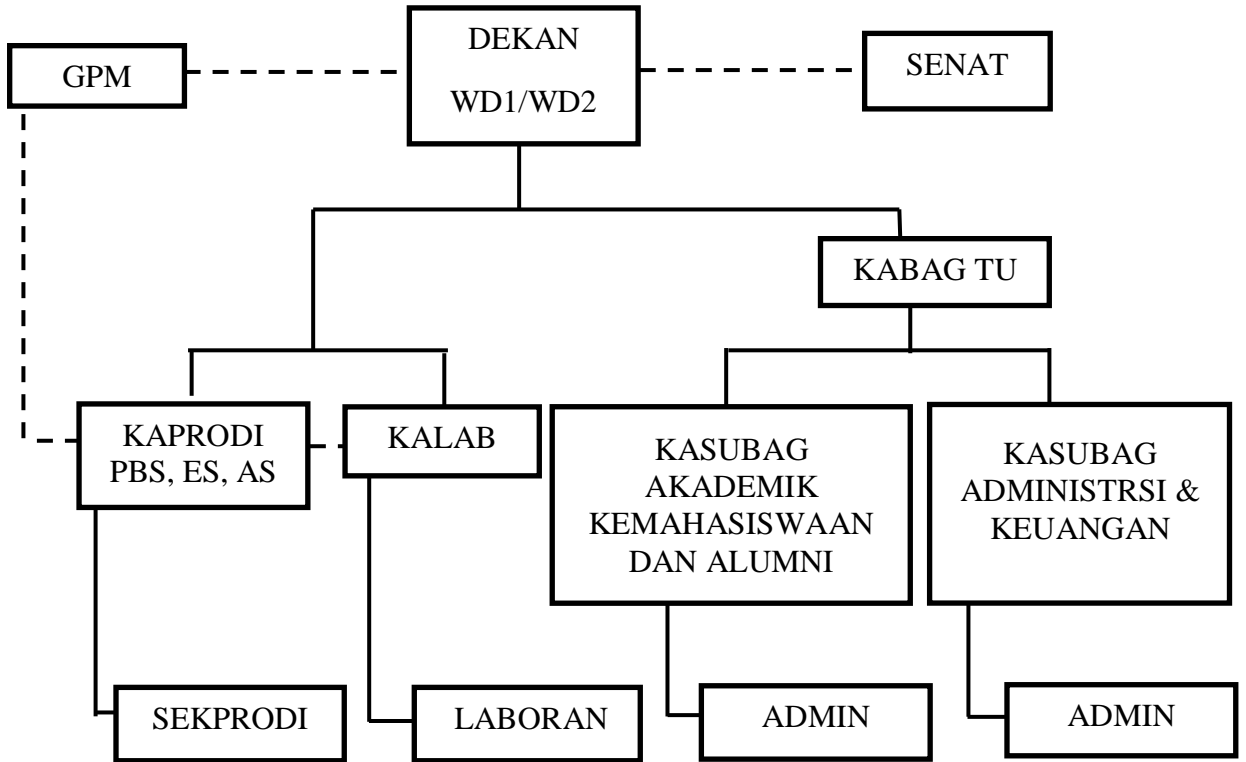 DEKAN
WD1/WD2
GPM
SENAT
KABAG TU
KAPRODI
PBS, ES, AS
KALAB
KASUBAG
AKADEMIK
KEMAHASISWAAN
DAN ALUMNI
KASUBAG
ADMINISTRSI &
KEUANGAN
SEKPRODI
LABORAN
ADMIN
ADMIN